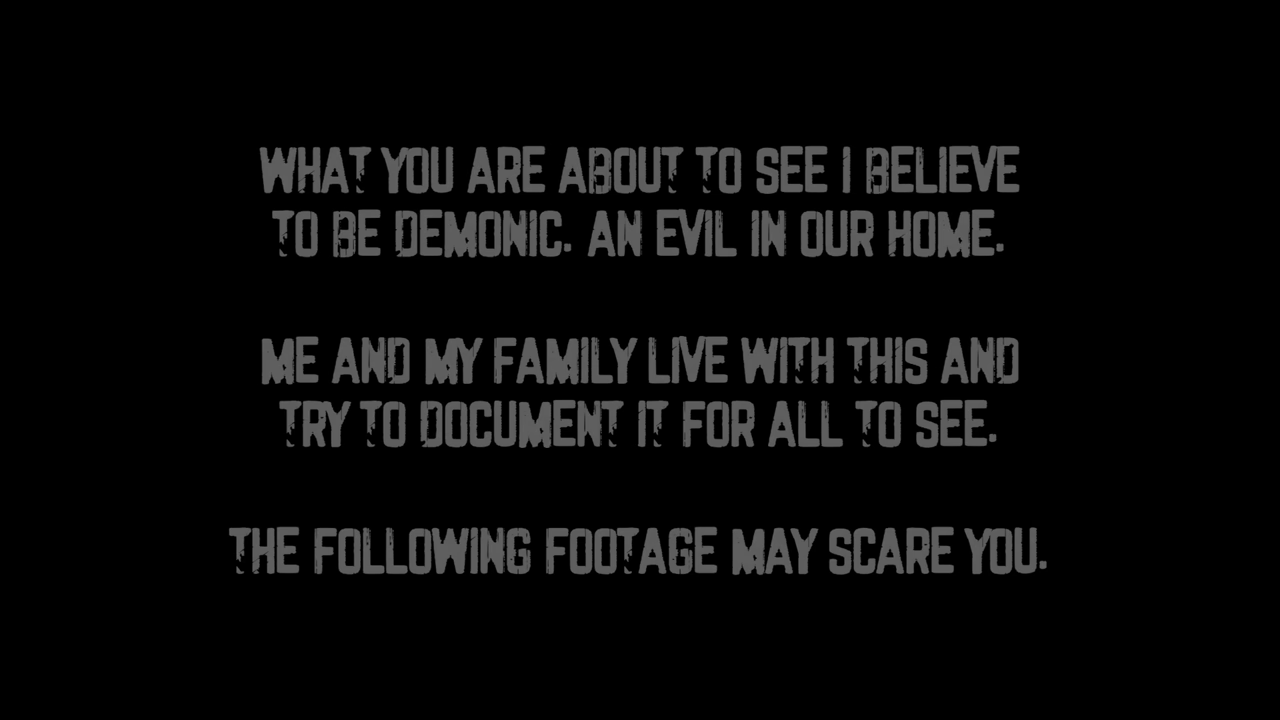 WHAT YOU ARE ABOUT TO SEE I BELIEVE
TO BE DEMONIC. AN EVIL IN OUR HOME.
ME AND MY FAMILY LIVE WITH THIS AND
TRY TO DOCUMENT IT FOR ALL TO SEE.
THE FOLLOWING FOOTAGE MAY SCARE YOU.